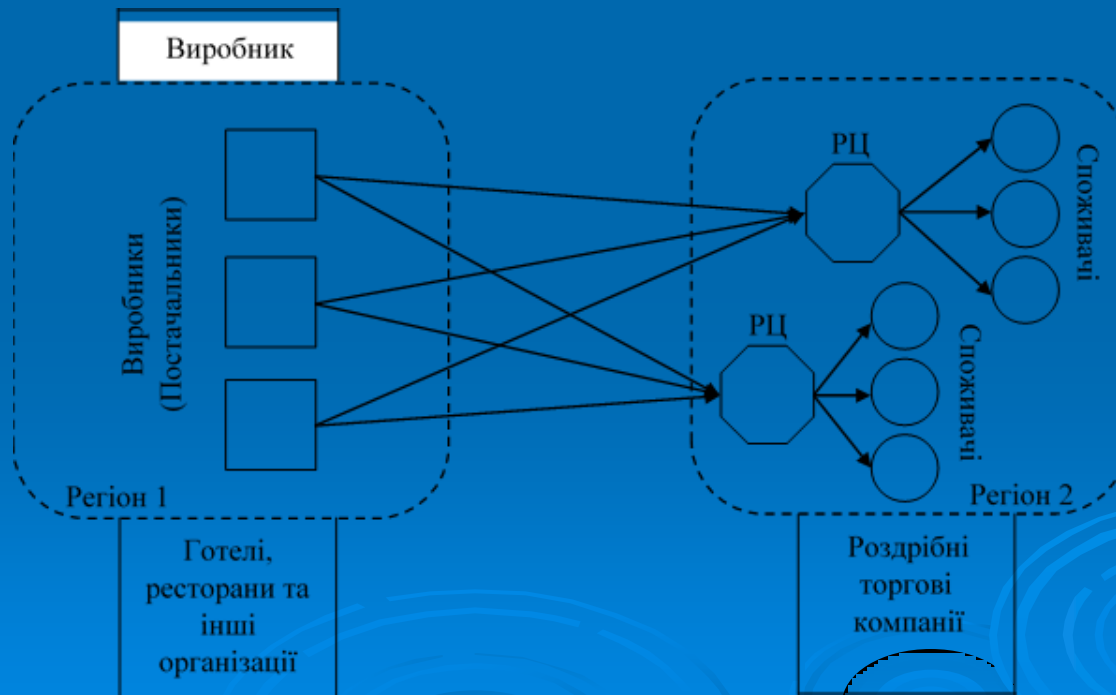 Виробник
Виробники
(Постачальники)
РЦ
Споживачі
РЦ
Споживачі
Регіон 1
Регіон 2
Готелі,
ресторани та
інші
організації
Роздрібні
торгові
компанії